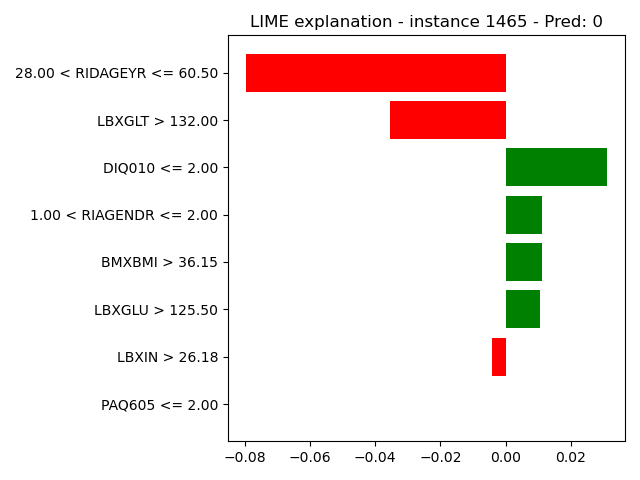 LIME explanation - instance 1465 - Pred: 0
28.00 < RIDAGEYR <= 60.50
LBXGLT > 132.00
DIQ010 <= 2.00
1.00 < RIAGENDR <= 2.00
BMXBMI > 36.15
LBXGLU > 125.50
LBXIN > 26.18
PAQ605 <= 2.00
−0.08 −0.06 −0.04 −0.02 0.00 0.02